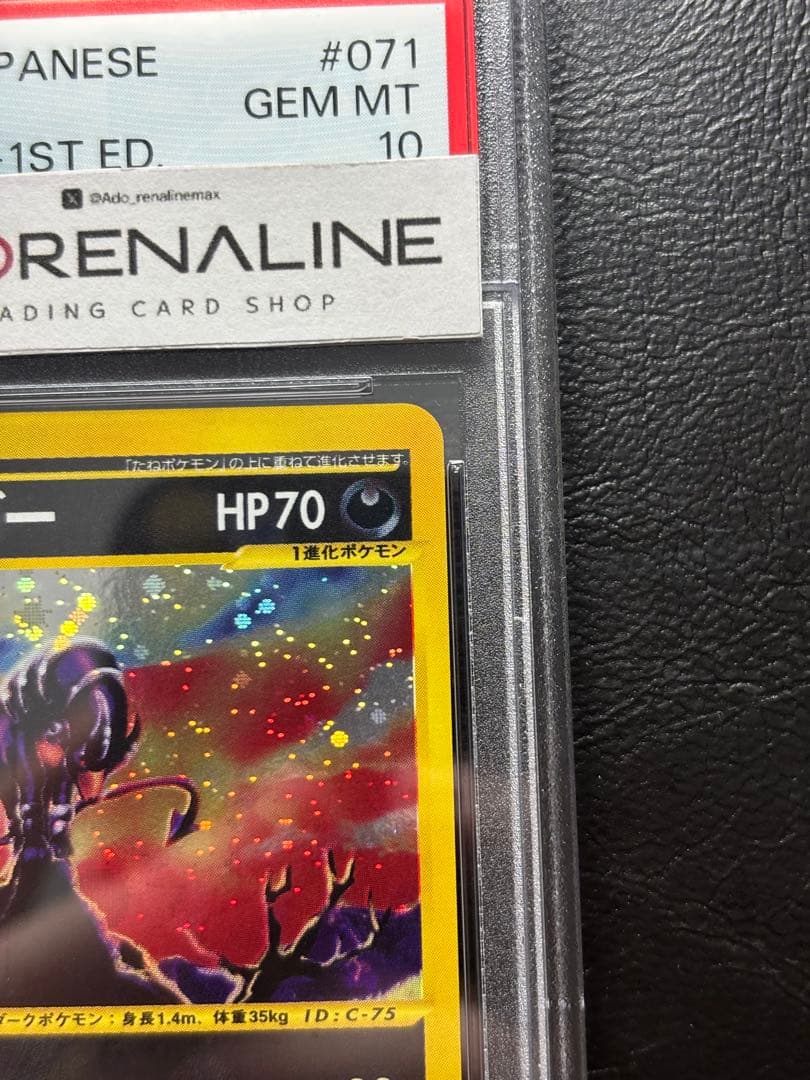 PANESE #071
GEM MT
-1ST ED. 10
@Ado_renalinemax
RENALINE
ADING CARD SHOP
「たねポケモン」の上に重ねて進化させます。
ー HP70
1進化ポケモン
ダークポケモン：身長1.4m、体重35kg ID:C-75